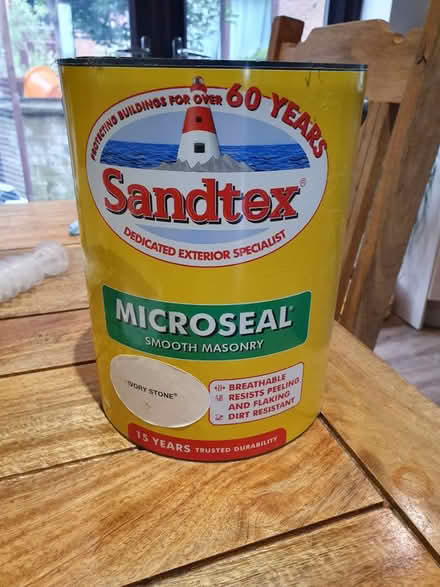 PROTECTING BUILDINGS FOR OVER 60 YEARS
Sandtex®
DEDICATED EXTERIOR SPECIALIST
MICROSEAL®
SMOOTH MASONRY
IVORY STONE®
BREATHABLE
RESISTS PEELING
AND FLAKING
DIRT RESISTANT
15 YEARS TRUSTED DURABILITY